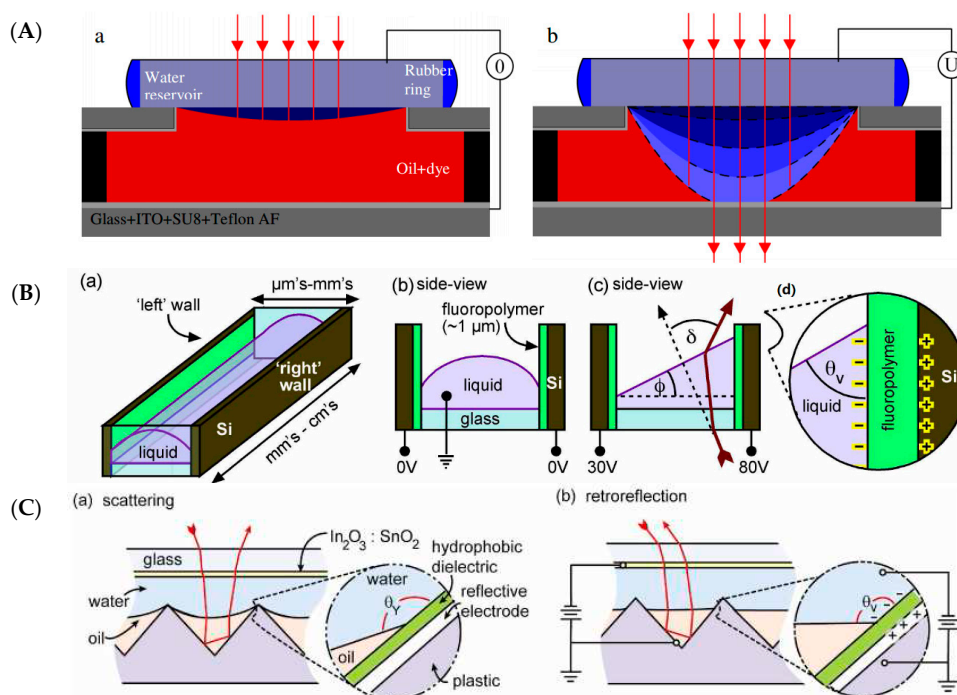 (A)
a
b
0
U
Water
reservoir
Rubber
ring
Oil+dye
Glass+ITO+SU8+Teflon AF
(B)
(a)
µm's-mm's
'left' wall
'right'
wall
Si
liquid
mm's - cm's
(b) side-view
fluoropolymer
(~1 µm)
liquid
Si
glass
0V
0V
(c) side-view
δ
ϕ
30V
80V
(d)
θV
liquid
fluoropolymer
Si
(C)
(a) scattering
In2O3 : SnO2
glass
water
oil
hydrophobic
dielectric
reflective
electrode
water
θY
oil
plastic
(b) retroreflection
θV